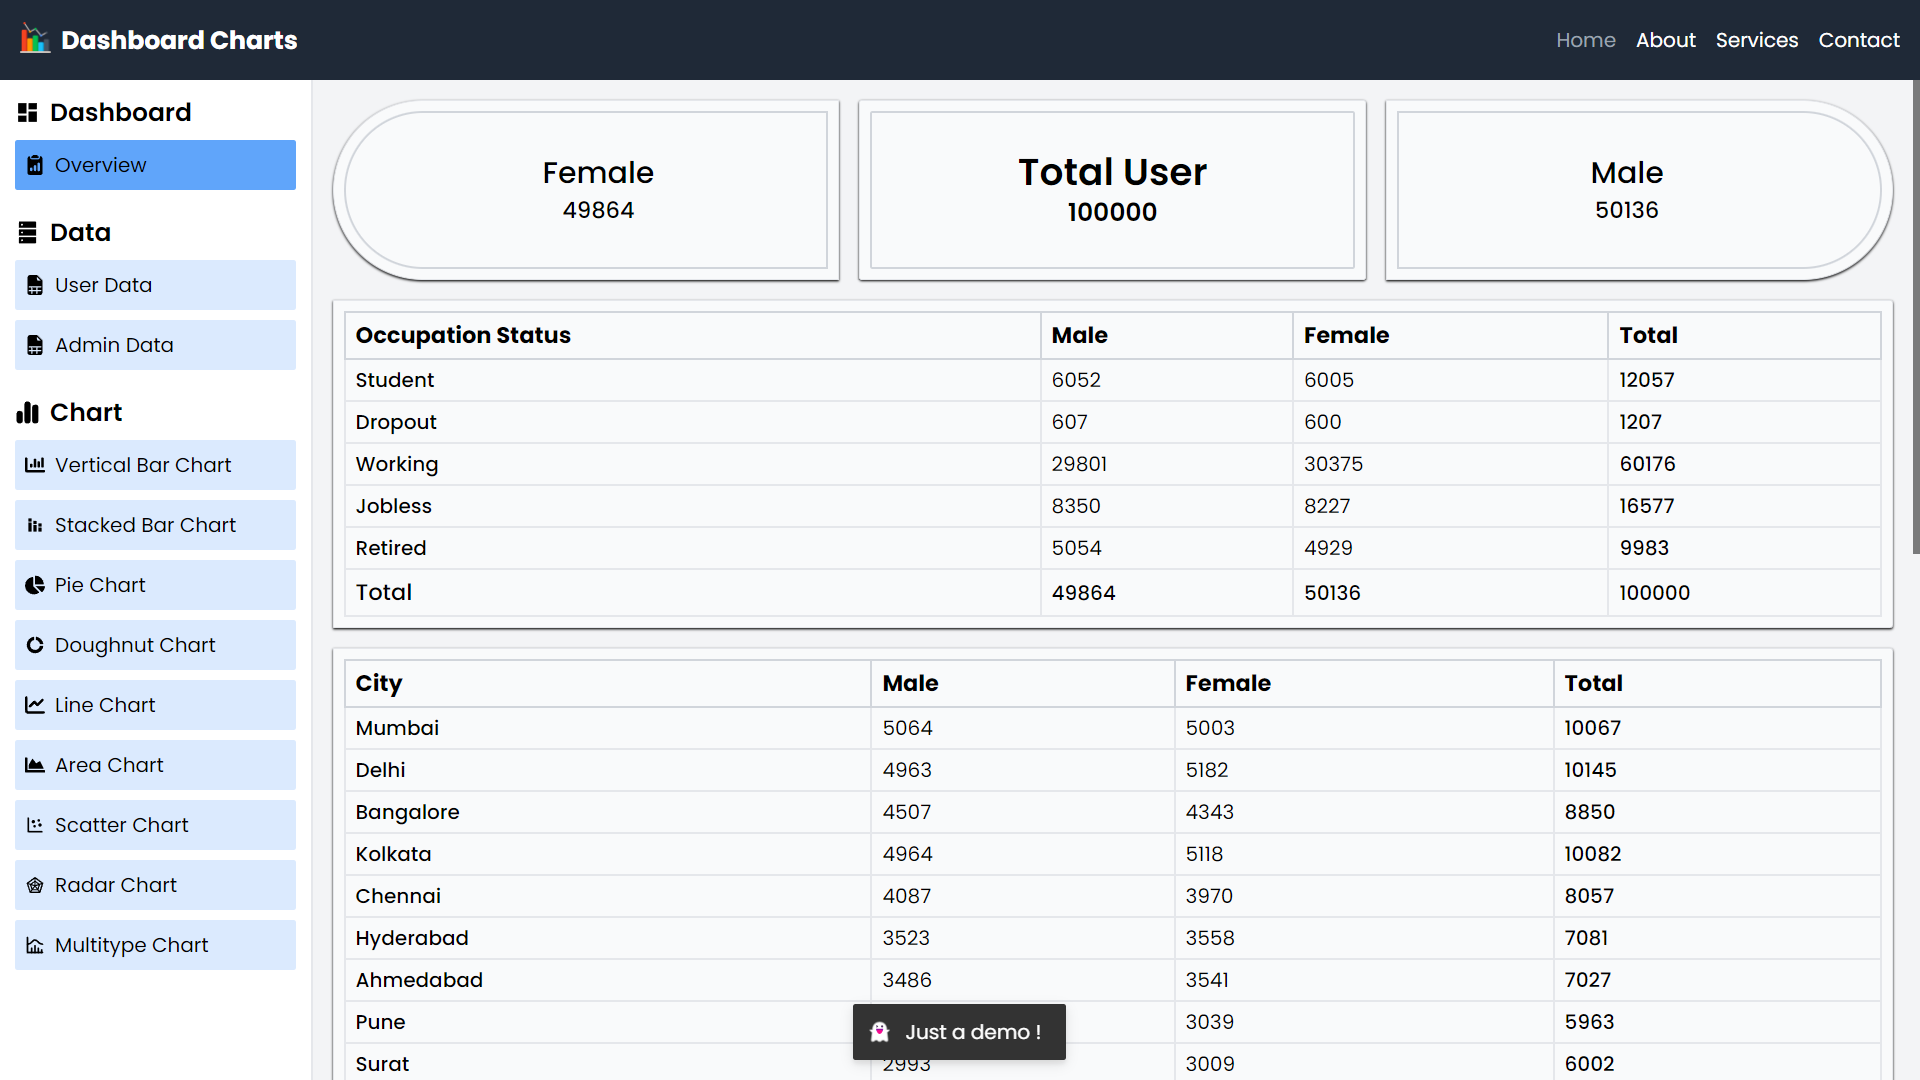 Dashboard Charts
Home About Services Contact
Dashboard
Overview
Data
User Data
Admin Data
Chart
Vertical Bar Chart
Stacked Bar Chart
Pie Chart
Doughnut Chart
Line Chart
Area Chart
Scatter Chart
Radar Chart
Multitype Chart
Female
49864
Total User
100000
Male
50136
Occupation Status Male Female Total
Student 6052 6005 12057
Dropout 607 600 1207
Working 29801 30375 60176
Jobless 8350 8227 16577
Retired 5054 4929 9983
Total 49864 50136 100000
City Male Female Total
Mumbai 5064 5003 10067
Delhi 4963 5182 10145
Bangalore 4507 4343 8850
Kolkata 4964 5118 10082
Chennai 4087 3970 8057
Hyderabad 3523 3558 7081
Ahmedabad 3486 3541 7027
Pune 3039 5963
Surat 2993 3009 6002
Just a demo !